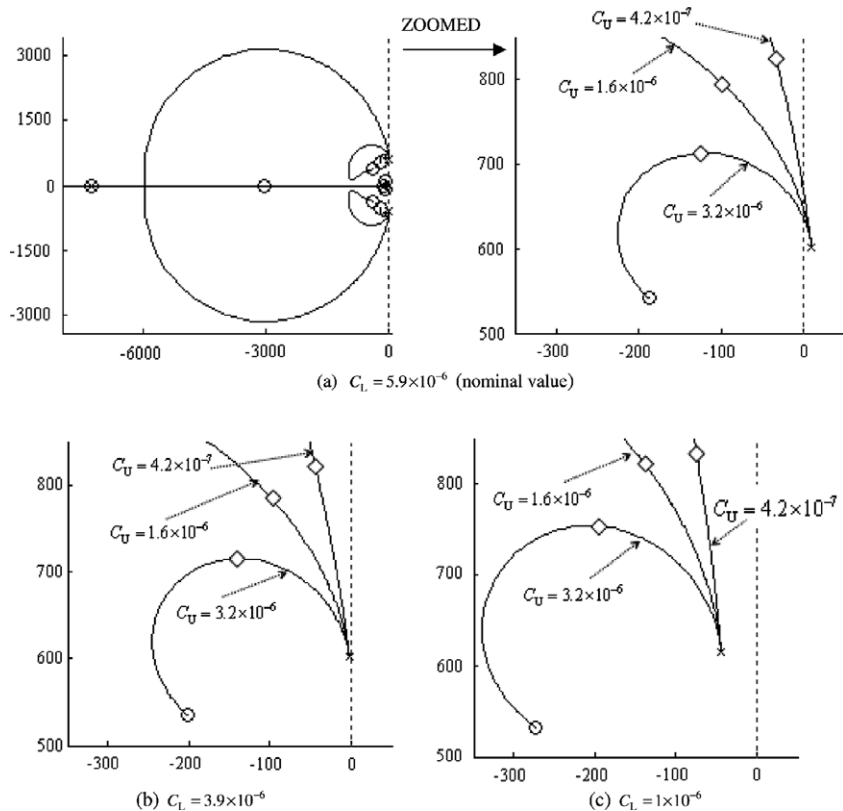 ZOOMED
3000
1500
0
-1500
-3000
-6000
-3000
0
800
700
600
500
-300
-200
-100
0
C_U = 4.2×10^-7
C_U = 1.6×10^-6
C_U = 3.2×10^-6
(a) C_L = 5.9×10^-6 (nominal value)
800
700
600
500
-300
-200
-100
0
C_U = 4.2×10^-7
C_U = 1.6×10^-6
C_U = 3.2×10^-6
(b) C_L = 3.9×10^-6
800
700
600
500
-300
-200
-100
0
C_U = 1.6×10^-6
C_U = 4.2×10^-7
C_U = 3.2×10^-6
(c) C_L = 1×10^-6